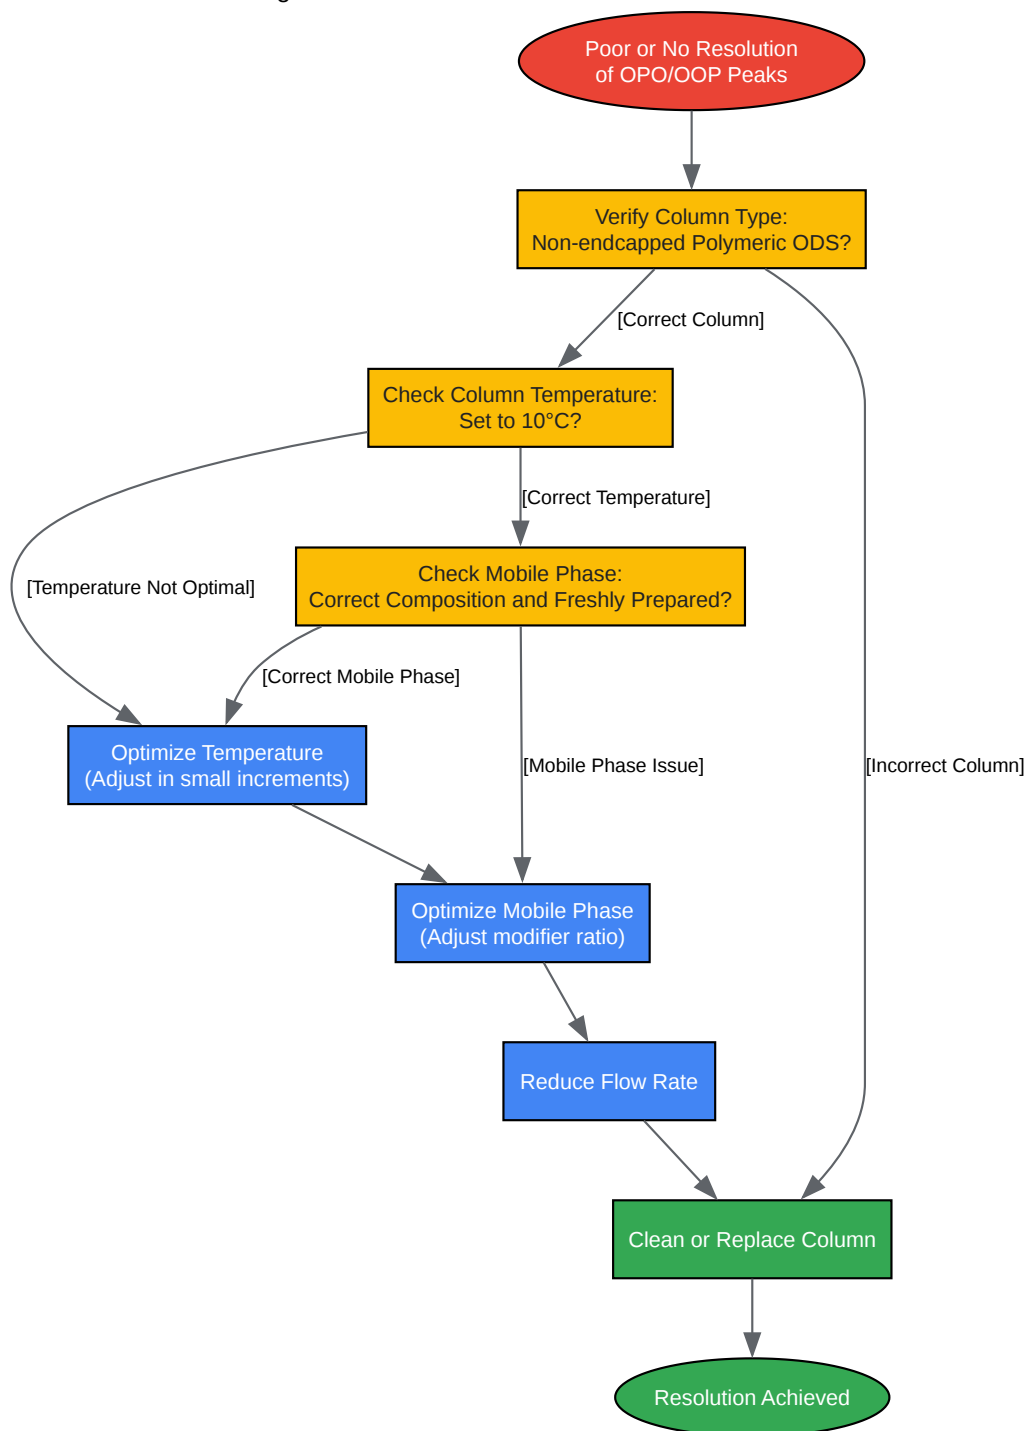 Poor or No Resolution
of OPO/OOP Peaks
Verify Column Type:
Non-endcapped Polymeric ODS?
[Correct Column]
Check Column Temperature:
Set to 10°C?
[Correct Temperature]
Check Mobile Phase:
Correct Composition and Freshly Prepared?
[Temperature Not Optimal]
[Correct Mobile Phase]
Optimize Temperature
(Adjust in small increments)
[Mobile Phase Issue]
[Incorrect Column]
Optimize Mobile Phase
(Adjust modifier ratio)
Reduce Flow Rate
Clean or Replace Column
Resolution Achieved